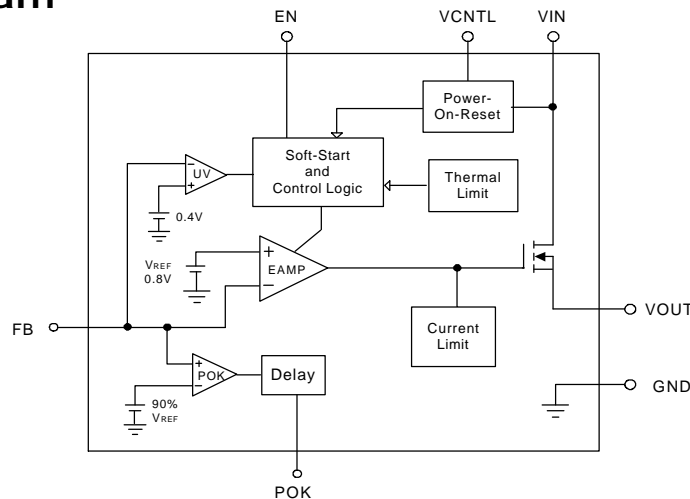 EN
VCNTL
VIN
Power-
On-Reset
Soft-Start
and
Control Logic
UV
Thermal
Limit
0.4V
VREF
0.8V
EAMP
Current
Limit
VOUT
FB
POK
Delay
GND
90%
VREF
POK